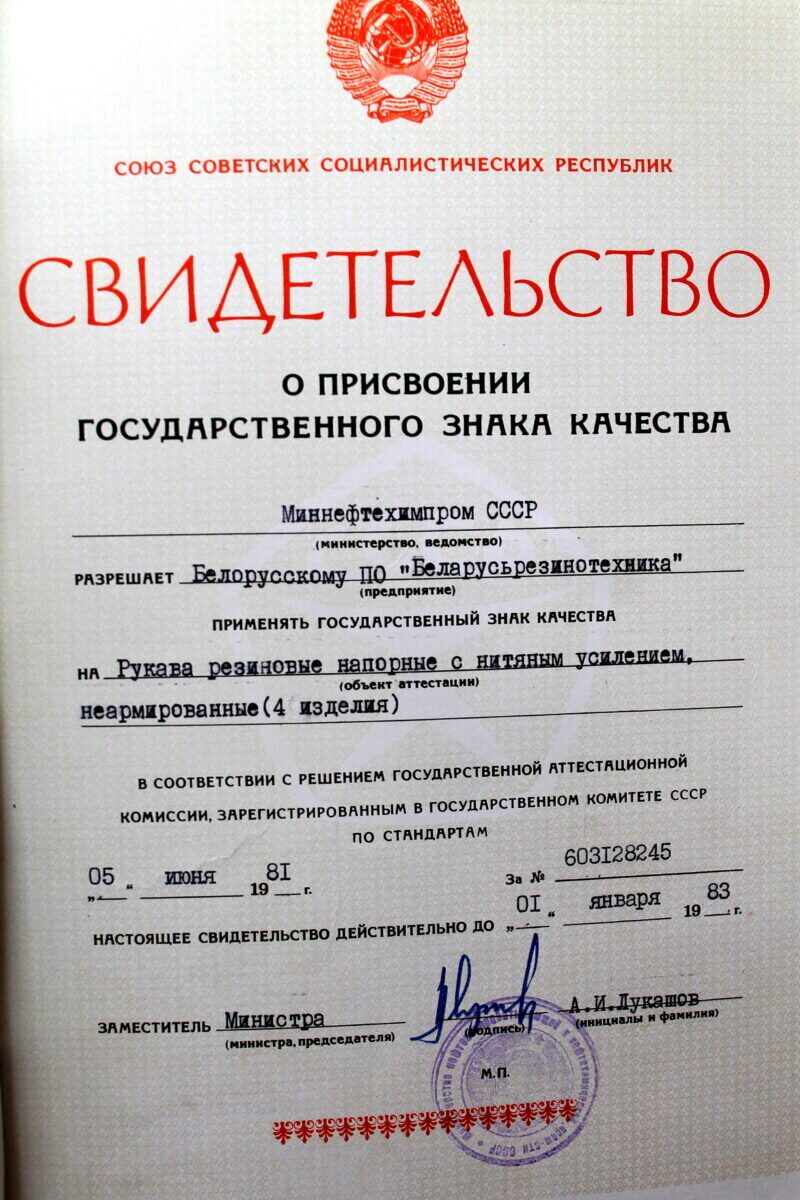 СОЮЗ СОВЕТСКИХ СОЦИАЛИСТИЧЕСКИХ РЕСПУБЛИК
СВИДЕТЕЛЬСТВО
О ПРИСВОЕНИИ
ГОСУДАРСТВЕННОГО ЗНАКА КАЧЕСТВА
Миннефтехимпром СССР
(министерство, ведомство)
РАЗРЕШАЕТ Белорусскому ПО "Беларусьрезинотехника"
(предприятие)
ПРИМЕНЯТЬ ГОСУДАРСТВЕННЫЙ ЗНАК КАЧЕСТВА
НА Рукава резиновые напорные с нитяным усилением,
(объект аттестации)
неармированные(4 изделия)
В СООТВЕТСТВИИ С РЕШЕНИЕМ ГОСУДАРСТВЕННОЙ АТТЕСТАЦИОННОЙ
КОМИССИИ, ЗАРЕГИСТРИРОВАННЫМ В ГОСУДАРСТВЕННОМ КОМИТЕТЕ СССР
ПО СТАНДАРТАМ
„05“ июня 1981 г. За № 603I28245
НАСТОЯЩЕЕ СВИДЕТЕЛЬСТВО ДЕЙСТВИТЕЛЬНО ДО „0I“ января 1983 г.
ЗАМЕСТИТЕЛЬ Министра А.И.Лукашов
(министра, председателя) (подпись) (инициалы и фамилия)
М.П.